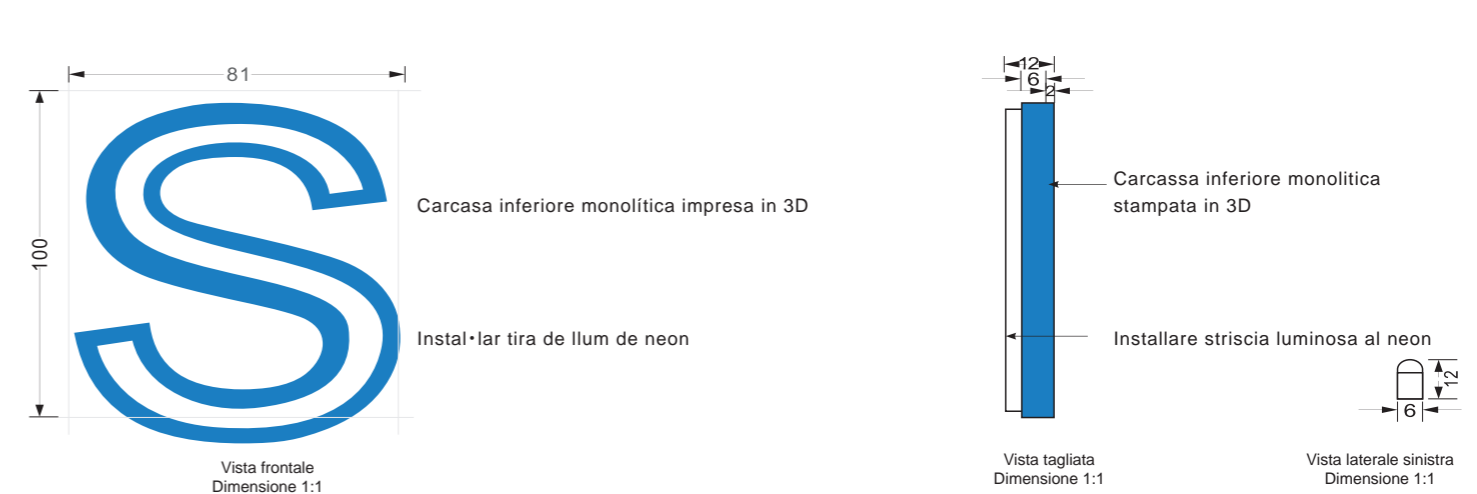 81
100
Carcasa inferiore monolítica impresa in 3D
Instal·lar tira de llum de neon
Vista frontale
Dimensione 1:1
12
6
2
Carcassa inferiore monolitica
stampata in 3D
Installare striscia luminosa al neon
Vista tagliata
Dimensione 1:1
12
6
Vista laterale sinistra
Dimensione 1:1